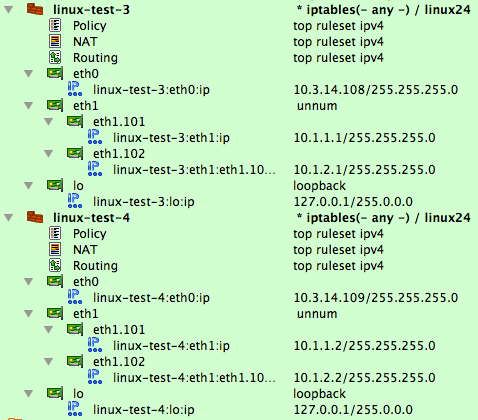 linux-test-3 * iptables(- any -) / linux24
Policy top ruleset ipv4
NAT top ruleset ipv4
Routing top ruleset ipv4
eth0
linux-test-3:eth0:ip 10.3.14.108/255.255.255.0
eth1 unnum
eth1.101
linux-test-3:eth1:ip 10.1.1.1/255.255.255.0
eth1.102
linux-test-3:eth1:eth1.10... 10.1.2.1/255.255.255.0
lo loopback
linux-test-3:lo:ip 127.0.0.1/255.0.0.0
linux-test-4 * iptables(- any -) / linux24
Policy top ruleset ipv4
NAT top ruleset ipv4
Routing top ruleset ipv4
eth0
linux-test-4:eth0:ip 10.3.14.109/255.255.255.0
eth1 unnum
eth1.101
linux-test-4:eth1:ip 10.1.1.2/255.255.255.0
eth1.102
linux-test-4:eth1:eth1.10... 10.1.2.2/255.255.255.0
lo loopback
linux-test-4:lo:ip 127.0.0.1/255.0.0.0